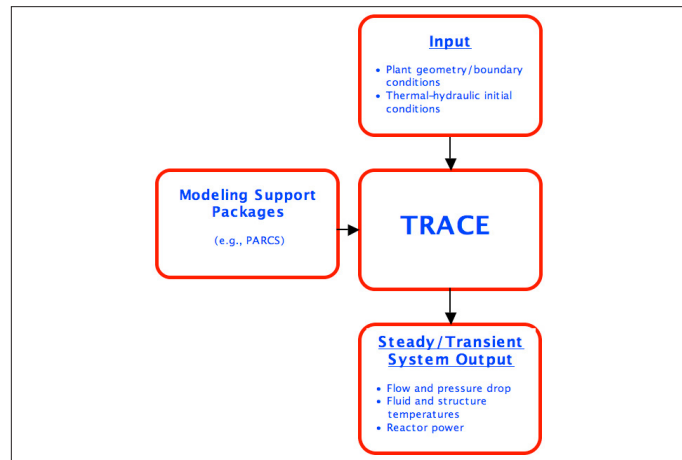 Input
• Plant geometry/boundary
conditions
• Thermal-hydraulic initial
conditions
Modeling Support
Packages
(e.g., PARCS)
TRACE
Steady/Transient
System Output
• Flow and pressure drop
• Fluid and structure
temperatures
• Reactor power